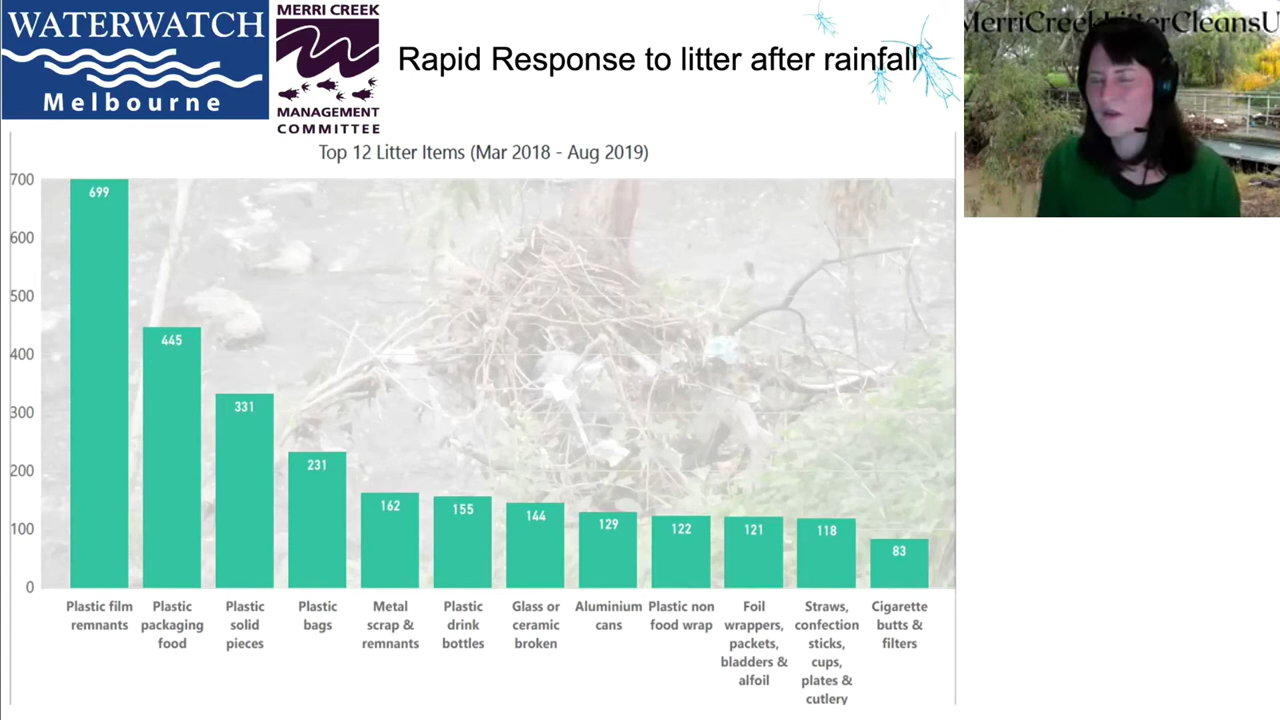 WATERWATCH
Melbourne
MERRI CREEK
MANAGEMENT
COMMITTEE
Rapid Response to litter after rainfall
Top 12 Litter Items (Mar 2018 - Aug 2019)
700
600
500
400
300
200
100
0
699
445
331
231
162
155
144
129
122
121
118
83
Plastic film
remnants
Plastic
packaging
food
Plastic
solid
pieces
Plastic
bags
Metal
scrap &
remnants
Plastic
drink
bottles
Glass or
ceramic
broken
Aluminium
cans
Plastic non
food wrap
Foil
wrappers,
packets,
bladders &
alfoil
Straws,
confection
sticks,
cups,
plates &
cutlery
Cigarette
butts &
filters